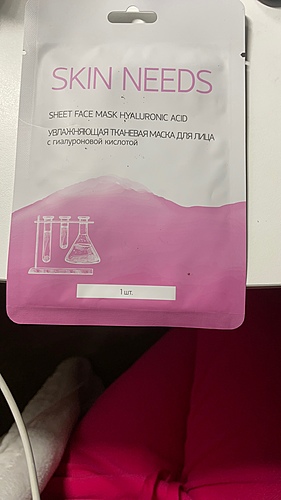 SKIN NEEDS
SHEET FACE MASK HYALURONIC ACID
УВЛАЖНЯЮЩАЯ ТКАНЕВАЯ МАСКА ДЛЯ ЛИЦА
с гиалуроновой кислотой
1 шт.